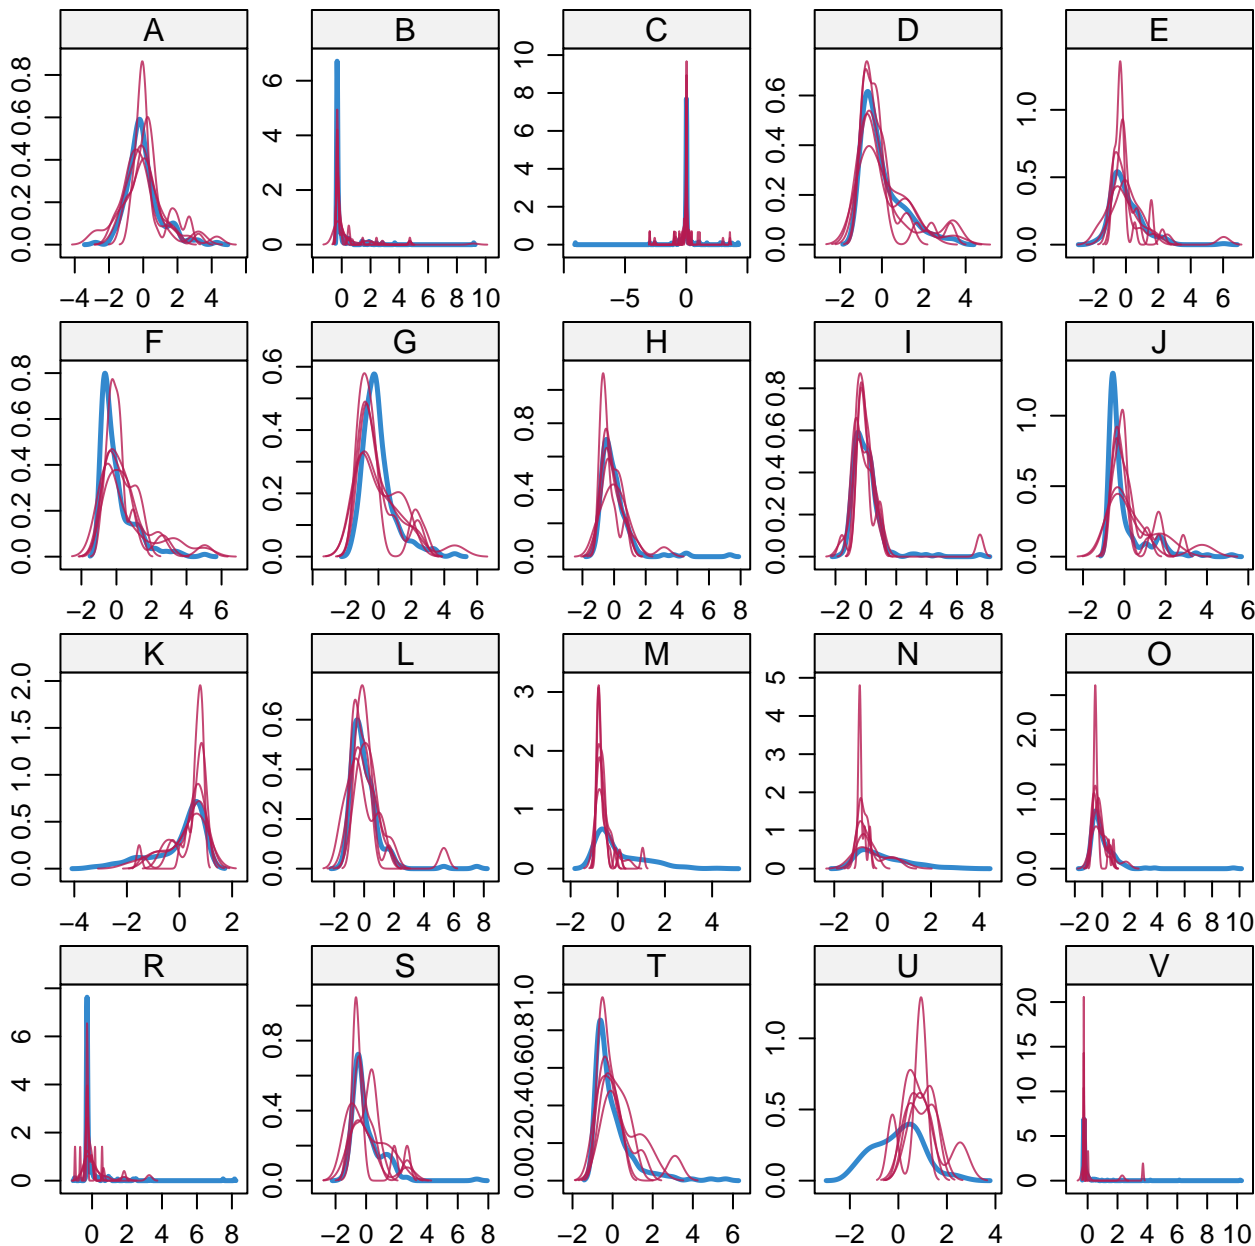 A B C D E
0.0 0.2 0.4 0.6 0.8
−4 −2 0 2 4
0 2 4 6
0 2 4 6 8 10
0 2 4 6 8 10
−5 0
0.0 0.2 0.4 0.6
−2 0 2 4
0.0 0.5 1.0
−2 0 2 4 6
F G H I J
0.0 0.2 0.4 0.6 0.8
−2 0 2 4 6
0.0 0.2 0.4 0.6
−2 0 2 4 6
0.0 0.4 0.8
−2 0 2 4 6 8
0.0 0.2 0.4 0.6 0.8
−2 0 2 4 6 8
0.0 0.5 1.0
−2 0 2 4 6
K L M N O
0.0 0.5 1.0 1.5 2.0
−4 −2 0 2
0.0 0.2 0.4 0.6
−2 0 2 4 6 8
0 1 2 3
−2 0 2 4
0 1 2 3 4 5
−2 0 2 4
0.0 1.0 2.0
−2 0 2 4 6 8 10
R S T U V
0 2 4 6
0 2 4 6 8
0.0 0.4 0.8
−2 0 2 4 6 8
0.0 0.2 0.4 0.6 0.8 1.0
−2 0 2 4 6
0.0 0.5 1.0
−2 0 2 4
0 5 10 15 20
0 2 4 6 8 10